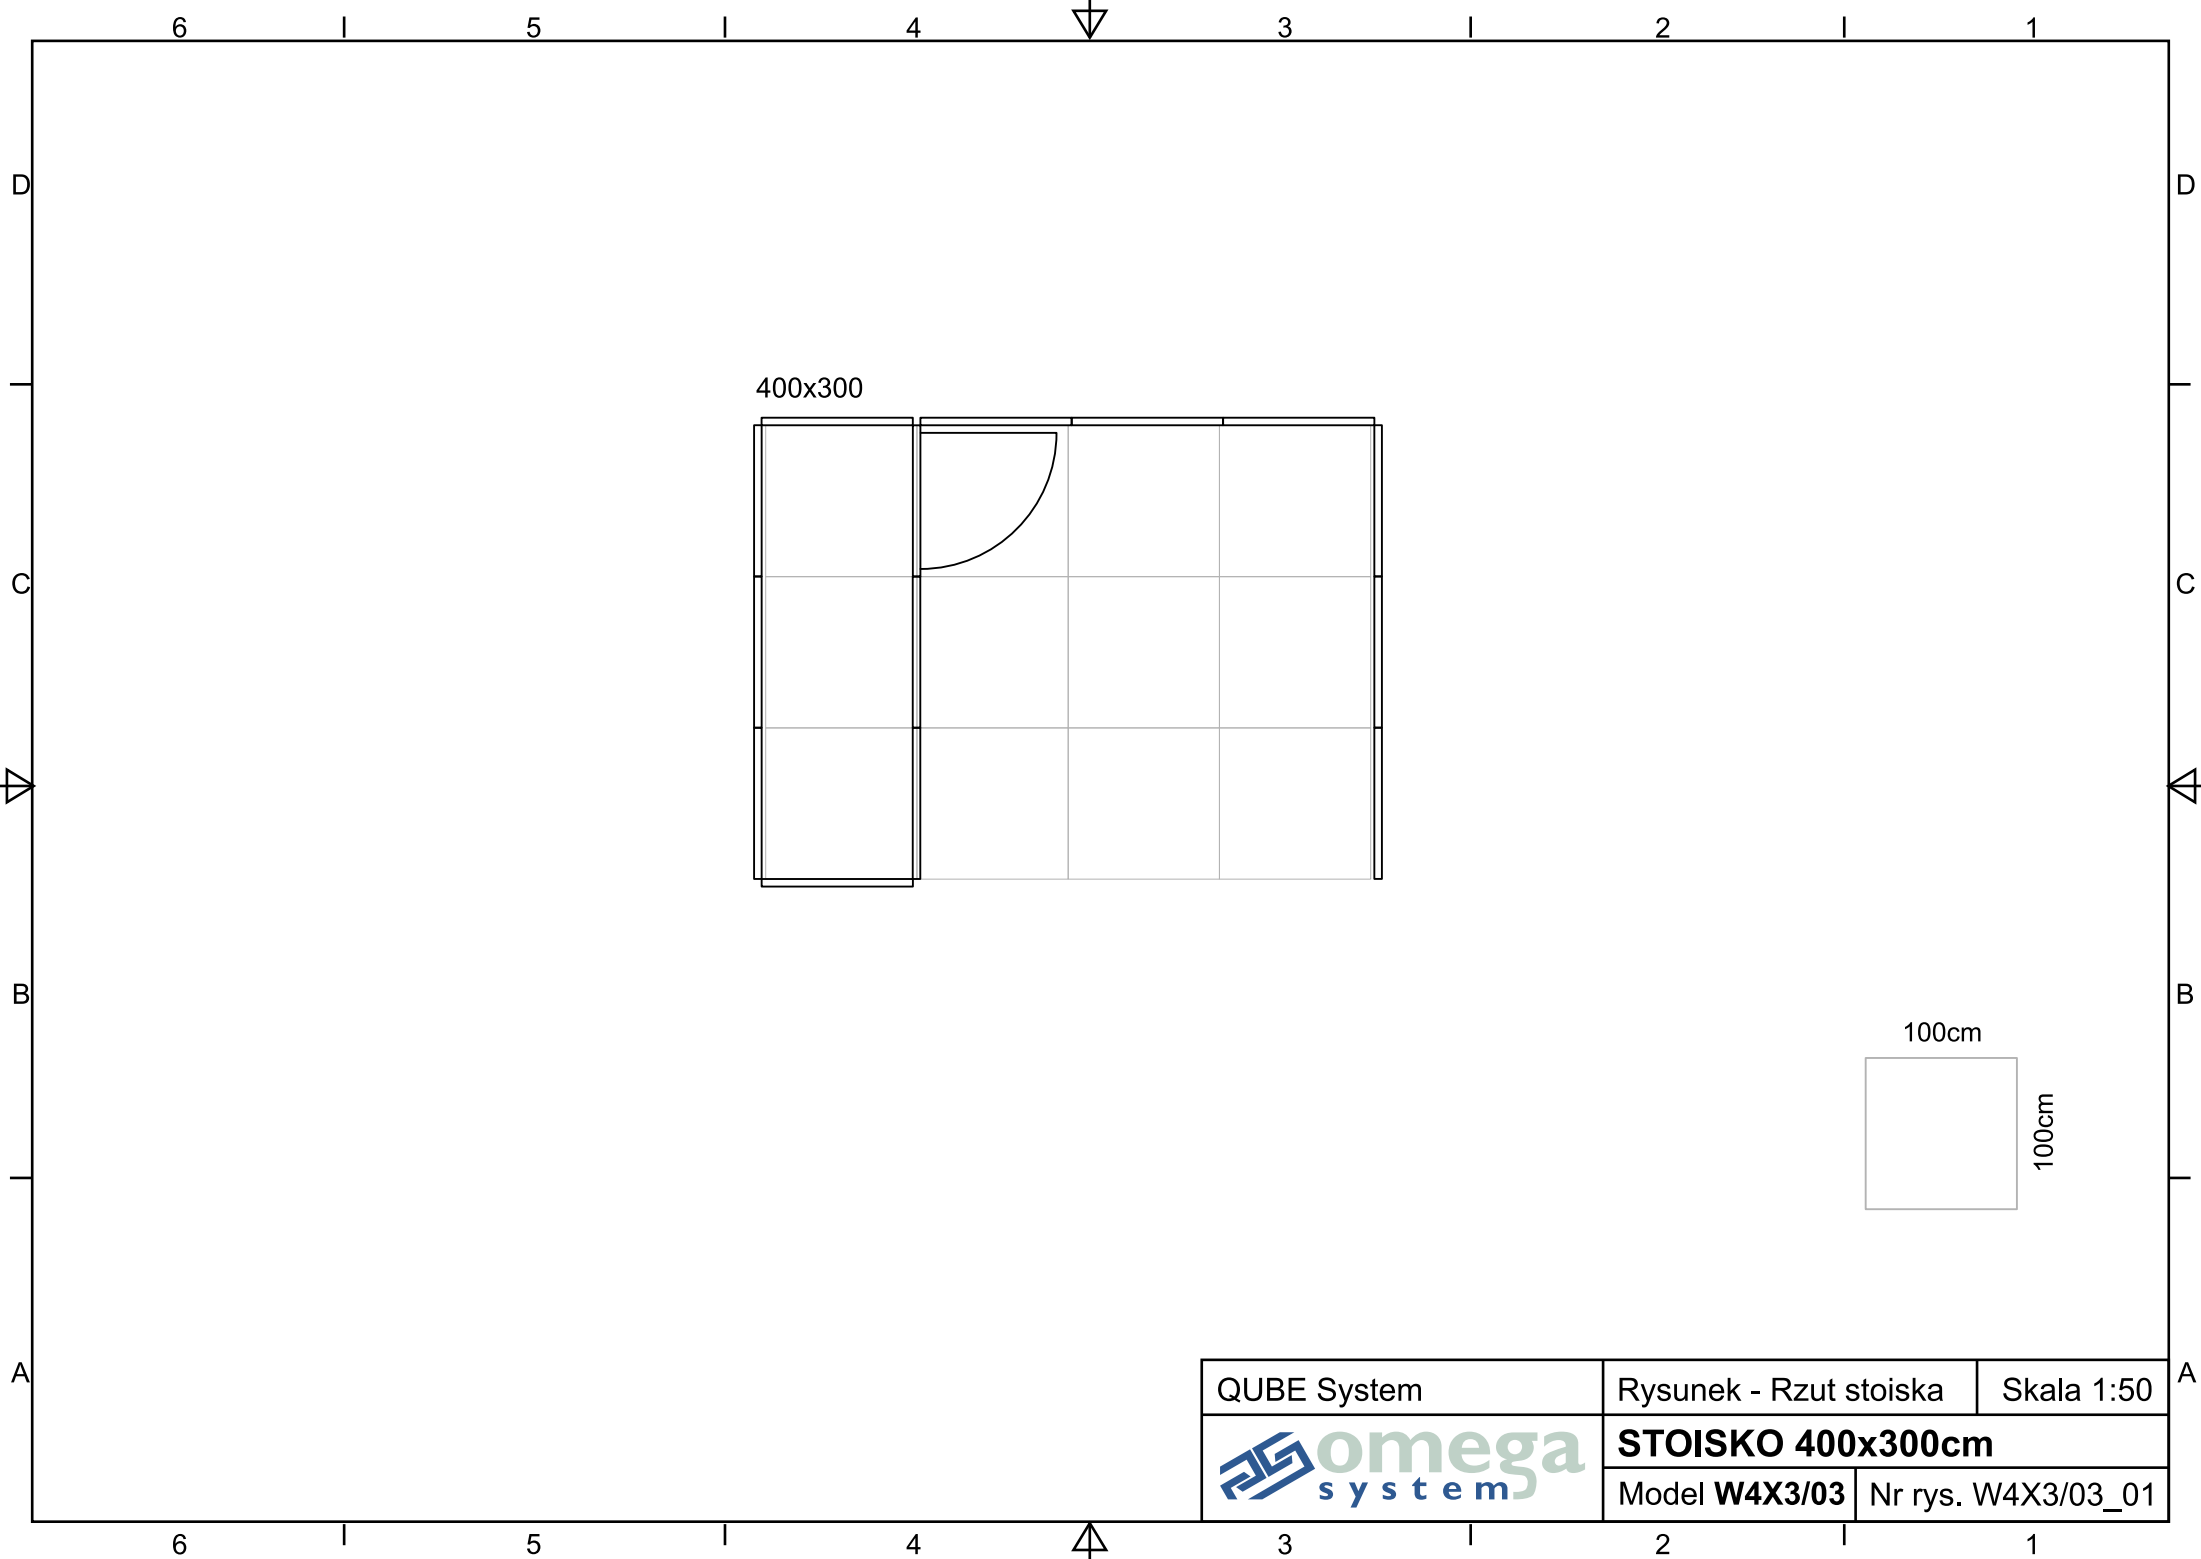 6 5 4 3 2 1
D D
400x300
C C
B B
100cm
100cm
A A
QUBE System
Rysunek - Rzut stoiska
Skala 1:50
omega
system
STOISKO 400x300cm
Model W4X3/03
Nr rys. W4X3/03_01
6 5 4 3 2 1